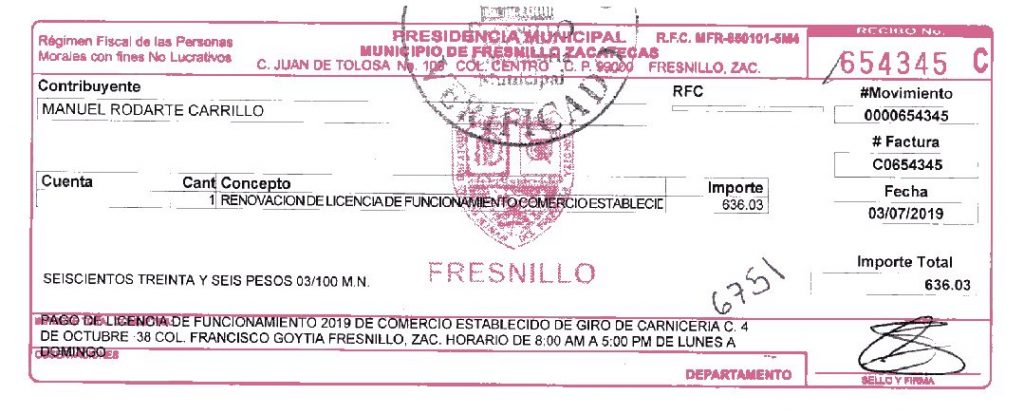 Régimen Fiscal de las Personas
Morales con fines No Lucrativos
PRESIDENCIA MUNICIPAL
MUNICIPIO DE FRESNILLO ZACATECAS
C. JUAN DE TOLOSA No. 100 COL. CENTRO C. P. 99000 FRESNILLO, ZAC.
R.F.C. MFR-850101-5M4
RECIBO No.
654345 C
Municipal
VERIFICADO
Contribuyente
MANUEL RODARTE CARRILLO
RFC
#Movimiento
0000654345
# Factura
C0654345
Cuenta Cant Concepto Importe
1 RENOVACION DE LICENCIA DE FUNCIONAMIENTO COMERCIO ESTABLECID 636.03
Fecha
03/07/2019
FRESNILLO
Importe Total
636.03
SEISCIENTOS TREINTA Y SEIS PESOS 03/100 M.N.
6751
PAGO DE LICENCIA DE FUNCIONAMIENTO 2019 DE COMERCIO ESTABLECIDO DE GIRO DE CARNICERIA C. 4
DE OCTUBRE -38 COL. FRANCISCO GOYTIA FRESNILLO, ZAC. HORARIO DE 8:00 AM A 5:00 PM DE LUNES A
DOMINGO
DEPARTAMENTO
SELLO Y FIRMA